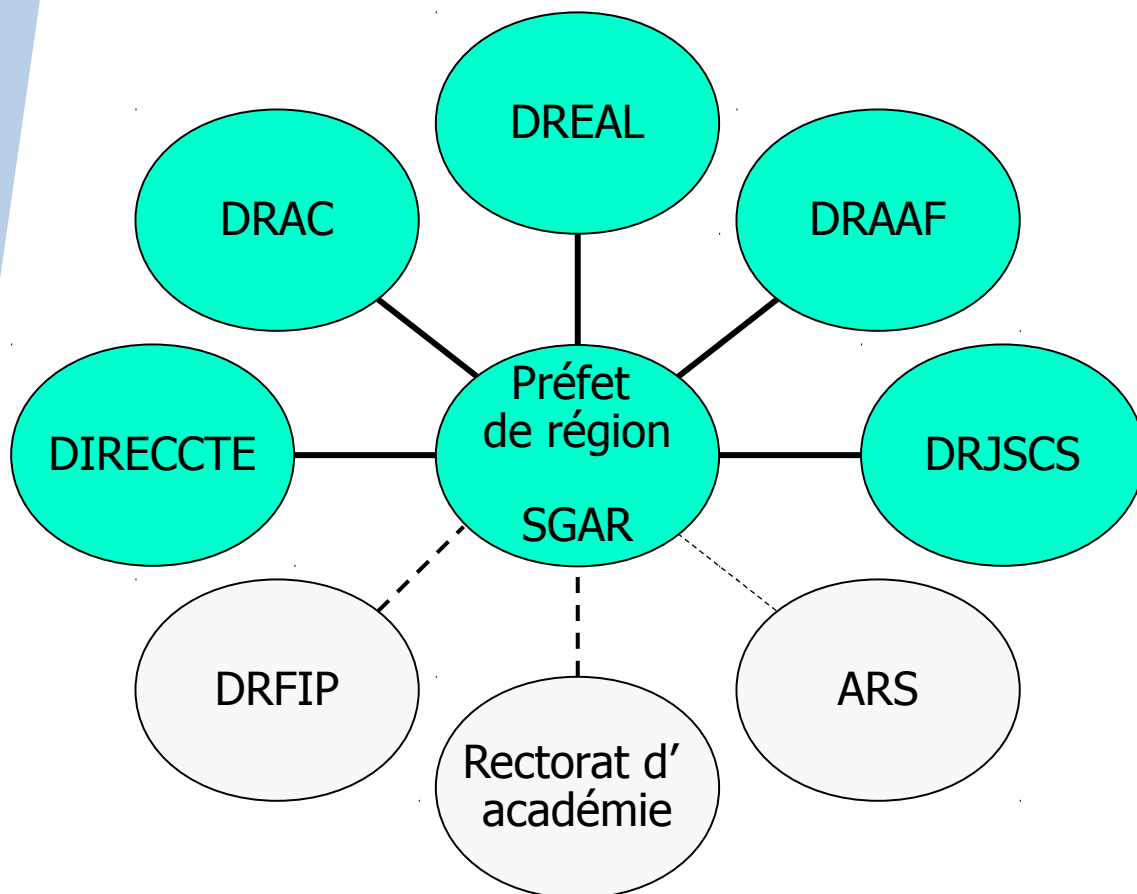 DREAL
DRAC
DRAAF
Préfet
de région
SGAR
DIRECCTE
DRJSCS
DRFIP
Rectorat d’
académie
ARS